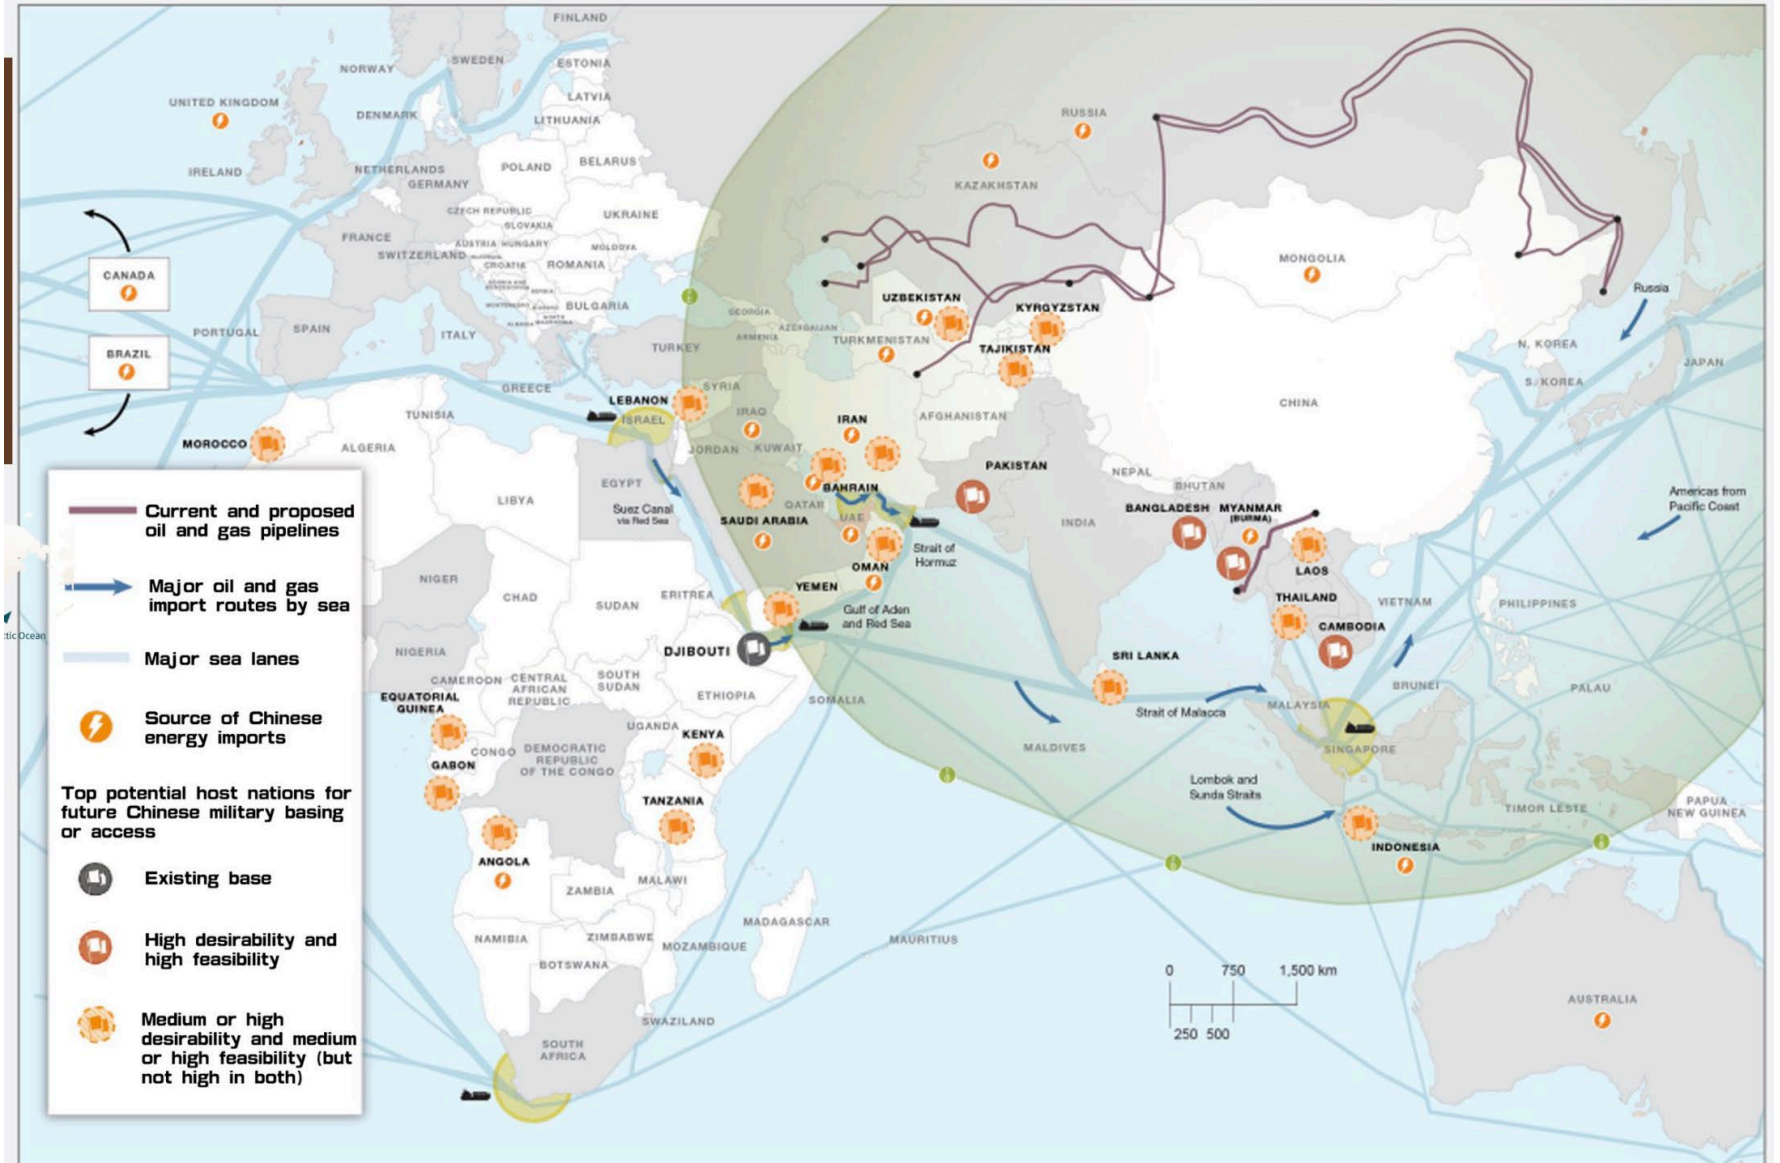 FINLAND
SWEDEN
NORWAY
ESTONIA
LATVIA
LITHUANIA
DENMARK
UNITED KINGDOM
IRELAND
NETHERLANDS
GERMANY
POLAND
BELARUS
CZECH REPUBLIC
SLOVAKIA
UKRAINE
FRANCE
SWITZERLAND
AUSTRIA
HUNGARY
MOLDOVA
CROATIA
ROMANIA
BULGARIA
PORTUGAL
SPAIN
ITALY
GREECE
TURKEY
GEORGIA
ARMENIA
AZERBAIJAN
RUSSIA
KAZAKHSTAN
MONGOLIA
UZBEKISTAN
KYRGYZSTAN
TURKMENISTAN
TAJIKISTAN
CHINA
N. KOREA
S. KOREA
JAPAN
Russia
CANADA
BRAZIL
MOROCCO
TUNISIA
ALGERIA
LIBYA
EGYPT
LEBANON
ISRAEL
SYRIA
JORDAN
IRAQ
KUWAIT
IRAN
AFGHANISTAN
PAKISTAN
NEPAL
BHUTAN
INDIA
BANGLADESH
MYANMAR
(BURMA)
BAHRAIN
QATAR
UAE
SAUDI ARABIA
OMAN
YEMEN
Suez Canal
via Red Sea
Strait of
Hormuz
Gulf of Aden
and Red Sea
Americas from
Pacific Coast
LAOS
THAILAND
CAMBODIA
VIETNAM
PHILIPPINES
PALAU
BRUNEI
MALAYSIA
SINGAPORE
SRI LANKA
Strait of Malacca
MALDIVES
Lombok and
Sunda Straits
INDONESIA
TIMOR LESTE
PAPUA
NEW GUINEA
AUSTRALIA
NIGER
CHAD
SUDAN
ERITREA
DJIBOUTI
NIGERIA
CAMEROON
CENTRAL
AFRICAN
REPUBLIC
SOUTH
SUDAN
ETHIOPIA
SOMALIA
EQUATORIAL
GUINEA
GABON
CONGO
DEMOCRATIC
REPUBLIC
OF THE CONGO
UGANDA
KENYA
TANZANIA
ANGOLA
ZAMBIA
MALAWI
NAMIBIA
ZIMBABWE
MOZAMBIQUE
BOTSWANA
MADAGASCAR
MAURITIUS
SWAZILAND
SOUTH
AFRICA
0 750 1,500 km
250 500
Current and proposed
oil and gas pipelines
Major oil and gas
import routes by sea
Major sea lanes
Source of Chinese
energy imports
Top potential host nations for
future Chinese military basing
or access
Existing base
High desirability and
high feasibility
Medium or high
desirability and medium
or high feasibility (but
not high in both)
Ocean